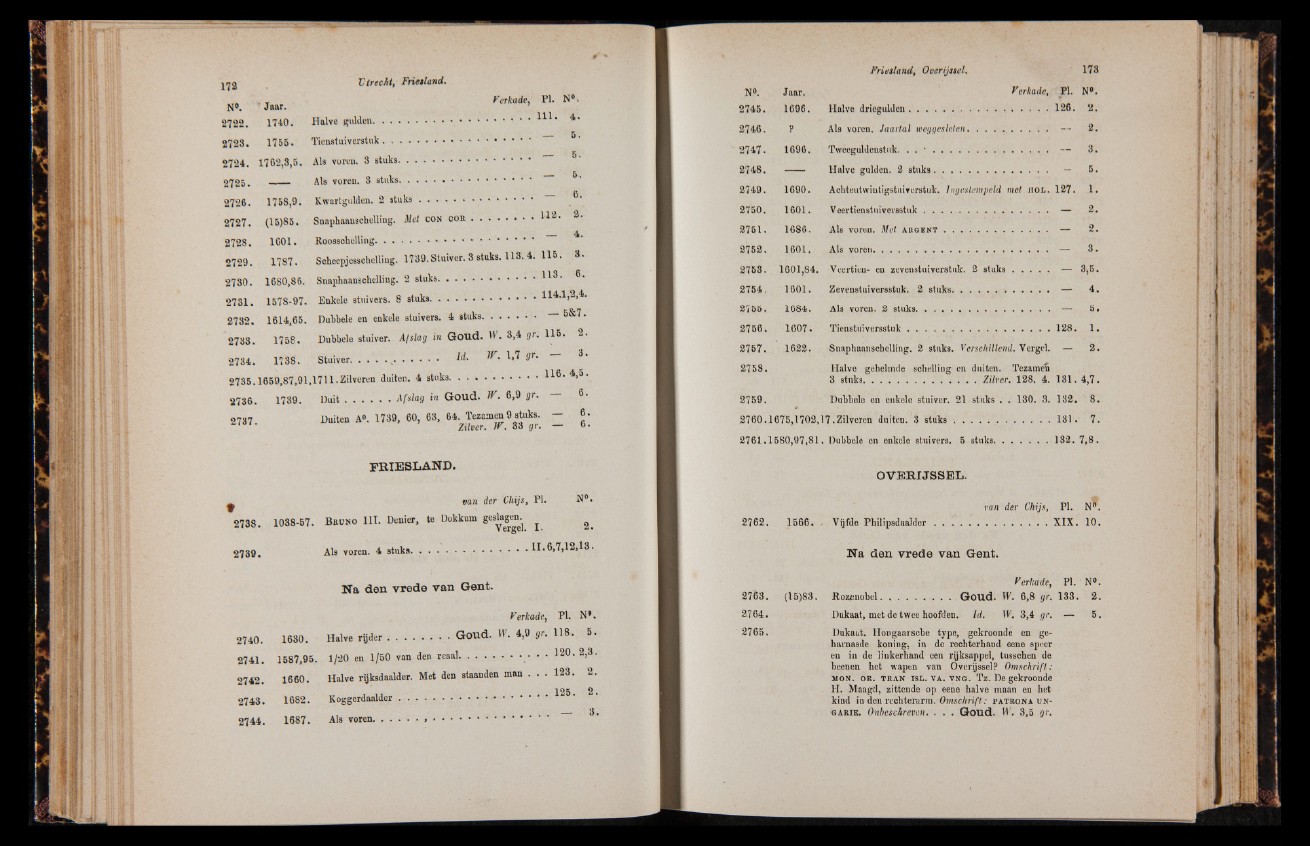 172 Utrecht, Friesland.
N°. Jaar. Verkade, Pl. N°.
2722. 1740. Halve gulden. . . . . . . . . . . . . . . . . . . 111. 4.
2723. 1755. Tienstuiverstuk . . . . . . . . . . . . . . . . . — 5.
2724. 1762,3,5. Als voren. 3 stuks. . . . . . . . . . . . . . . . — 5.
2725. —— Als voren. 3 stuks. . . . . . . . . . . . . . . . — 5.
2726. 1758,9. Kwartgulden. 2 stuks . . . . . . . . . . . . . . — 6.
2727. (15)85. Snaphaanschelling. Met CON COR . . . . . . . . 112. 2.
2728. 1601. Roosschelling. . . . . . . . . . . . . . . . . . . — 4.
2729. 1787. Scheepjesschelling. 1739. Stuiver. 3 stuks. 113. 4. 115. 3.
2730. 1680,86. Snaphaanschelling. 2 stuks. . . . . . . . . . . . 113. 6.
2731. 1578-97. Enkele stuivers. 8 stuks. . . . . . . . . . . . . 114.1,2,4.
2732. 1614,65. Dubbele en enkele stuivers. 4 stuks. . . . . . . — 5&7.
2733. 1758. Dubbele stuiver. Afslag in Goud. W. 3,4 gr. 115. 2.
2734. 1738. Stuiver. . . . . . . . . . . Id. W. 1,7 gr. — 3.
2735.1659,87,91,1711.Zilveren duiten. 4 stuks. . . . . . . . . . 116. 4,5.
2736. 1739. Duit . . . . . . Afslag in Goud. W. 6,9 gr. — 6.
2737. Duiten A°. 1739, 60, 63, 64. Tezamen 9 stuks. — 6.
Zilver. W. 33 gr. — 6.
FRIESLAND.
van der Chijs, Pl. N°.
2738. 1038-57. BRUNO III. Denier, te Dokkum geslagen.
Vergel. I. 2.
2739. Als voren. 4 stuks. . . . . . . . . . . . . . II.6,7,12,13.
Na den vrede van Gent.
Verkade, Pl. N°.
2740. 1630. Halve rijder . . . . . . . . Goud. W. 4,9 gr. 118. 5.
2741. 1587,95. 1/20 en 1/50 van den reaal. . . . . . . . . . . 120. 2,3.
2742. 1660. Halve rijksdaalder. Met den staanden man . . . 123. 2.
2743. 1682. Koggerdaalder . . . . . . . . . . . . . . . . . . 125. 2.
2744. 1687. Als voren. . . . . . . . . . . . . . . . . . . . — 3.
Friesland, Overijssel. 173
N°. Jaar. Verkade, Pl. N°.
2745. 1696. Halve driegulden . . . . . . . . . . . . . . . . 126. 2.
2746. ? Als voren. Jaartal weggesleten. . . . . . . . . . — 2.
2747. 1696. Tweeguldenstuk. . . . . . . . . . . . . . . . . — 3.
2748. —— Halve gulden. 2 stuks . . . . . . . . . . . . . . — 5.
2749. 1690. Achtentwintigstuiverstuk. Ingestempeld met HOL. 127. 1.
2750. 1601. Veertienstuiversstuk . . . . . . . . . . . . . . . — 2.
2751. 1686. Als voren. Met ARGENT . . . . . . . . . . . . . — 2.
2752. 1601. Als voren. . . . . . . . . . . . . . . . . . . . — 3.
2753. 1601,84. Veertien- en zevenstuiverstuk. 2 stuks . . . . . — 3,5.
2754. 1601. Zevenstuiversstuk. 2 stuks. . . . . . . . . . . . — 4.
2755. 1684. Als voren. 2 stuks. . . . . . . . . . . . . . . . — 5.
2756. 1607. Tienstuiversstuk . . . . . . . . . . . . . . . . . 128. 1.
2757. 1622. Snaphaanschelling. 2 stuks. Verschillend. Vergel. — 2.
2758. Halve gehelmde schelling en duiten. Tezamen
3 stuks. . . . . . . . . . . . . . Zilver. 128. 4. 131. 4,7.
2759. Dubbele en enkele stuiver. 21 stuks . . 130. 3. 132. 8.
2760.1675,1702,17.Zilveren duiten. 3 stuks . . . . . . . . . . . . . 131. 7.
2761.1580,97,81. Dubbele en enkele stuivers. 5 stuks. . . . . . . 132. 7,8.
OVERIJSSEL.
van der Chijs, Pl. N°.
2762. 1566. Vijfde Philipsdaalder . . . . . . . . . . . . . . XIX. 10.
Na den vrede van Gent.
Verkade, Pl. N°.
2763. (15)83. Rozenobel. . . . . . . . . . Goud. W. 6,8 gr. 133. 2.
2764. Dukaat, met de twee hoofden. Id. W. 3,4 gr. — 5.
2765. Dukaat. Hongaarsche type, gekroonde en ge-
harnasde koning, in de rechterhand eene speer
en in de linkerhand een rijksappel, tusschen de
beenen het wapen van Overijssel? Omschrift:
MON. OR. TRAN ISL. VA. VNG. Tz. De gekroonde
H. Maagd, zittende op eene halve maan en het
kind in den rechterarm. Omschrift: PATRONA UN-
GARIE. Onbeschreven. . . . Goud. W. 3,5 gr.